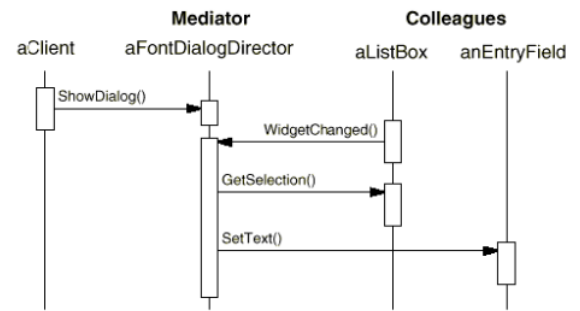 Mediator Colleagues
aClient aFontDialogDirector aListBox anEntryField
ShowDialog()
WidgetChanged()
GetSelection()
SetText()